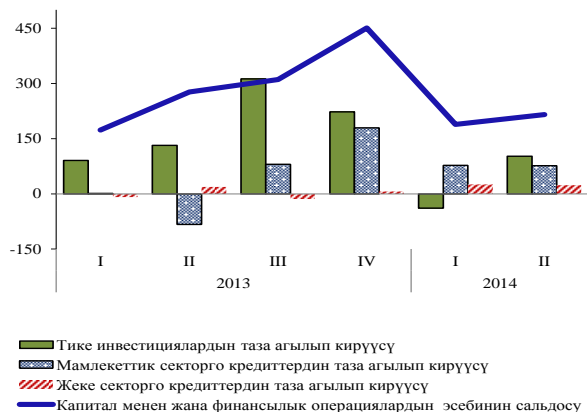 450
300
150
0
-150
I II III IV I II
2013 2014
Тике инвестициялардын таза агылып кирүүсү
Мамлекеттик секторго кредиттердин таза агылып кирүүсү
Жеке секторго кредиттердин таза агылып кирүүсү
Капитал менен жана финансылык операциялардын эсебинин сальдосу